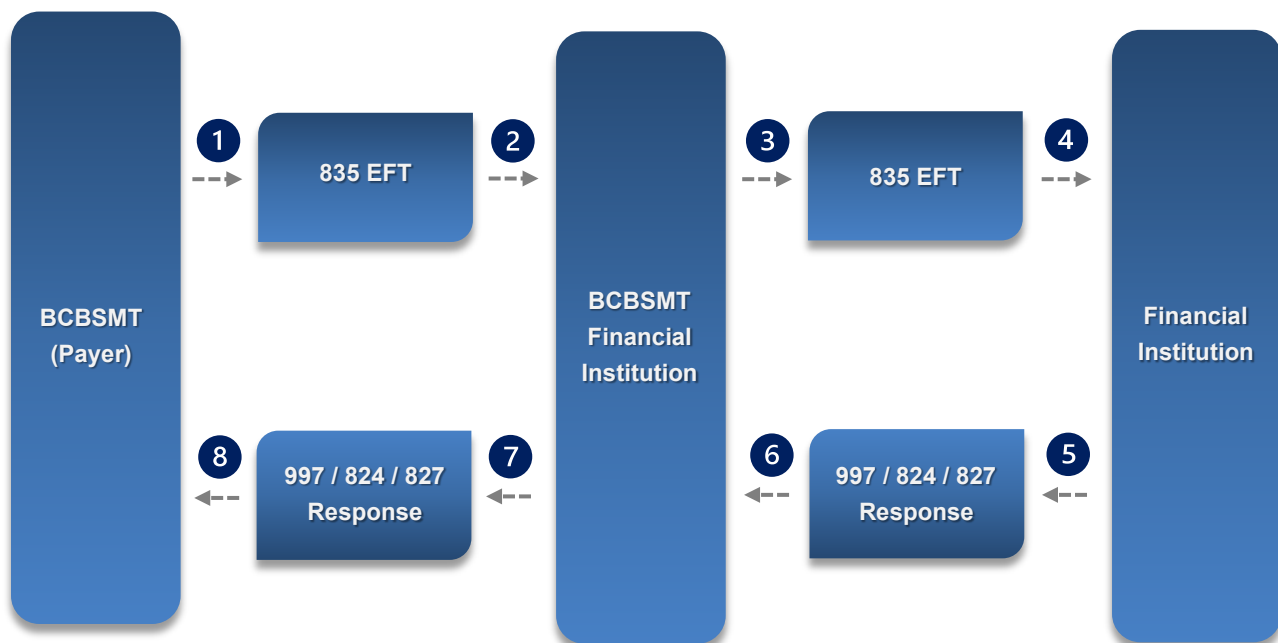 1
835 EFT
2
3
835 EFT
4
BCBSMT
(Payer)
BCBSMT
Financial
Institution
Financial
Institution
8
997 / 824 / 827
Response
7
6
997 / 824 / 827
Response
5